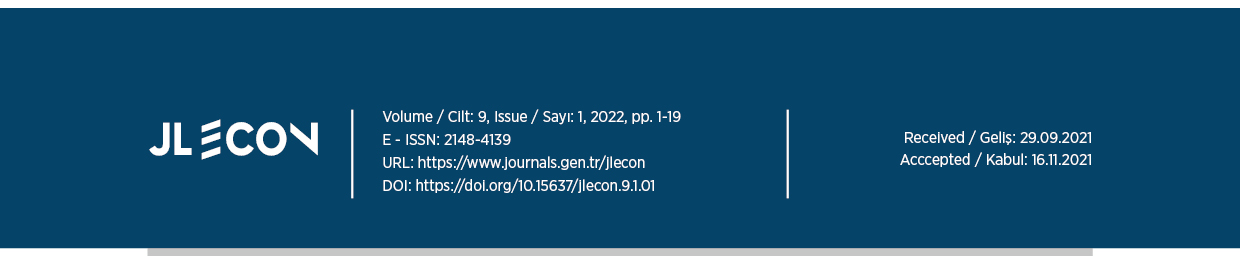 JLECON
Volume / Cilt: 9, Issue / Sayı: 1, 2022, pp. 1-19
E - ISSN: 2148-4139
URL: https://www.journals.gen.tr/jlecon
DOI: https://doi.org/10.15637/jlecon.9.1.01
Received / Geliş: 29.09.2021
Acccepted / Kabul: 16.11.2021